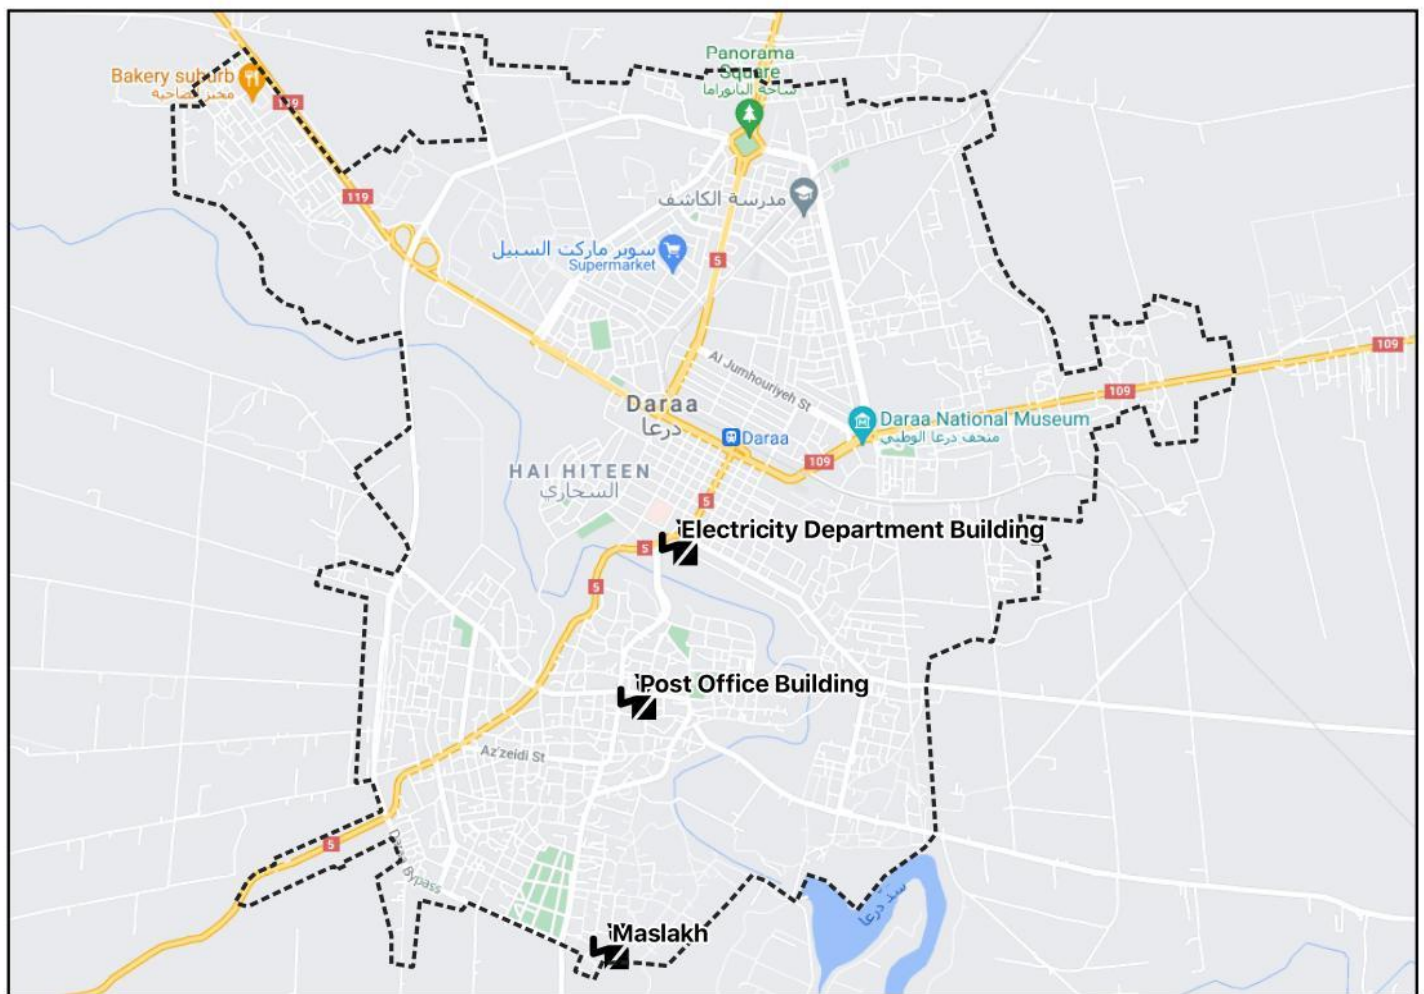 Panorama
Square
ساحة البانوراما
Bakery suburb
مخبز الضاحية
119
119
مدرسة الكاشف
سوبر ماركت السبيل
Supermarket
5
109
Al Jumhouriyeh St
109
Daraa
درعا
Daraa National Museum
متحف درعا الوطني
Daraa
109
HAI HITEEN
السحاري
5
Electricity Department Building
5
5
Post Office Building
Az'zeidi St
5
Daraa Bypass
سد درعا
Maslakh